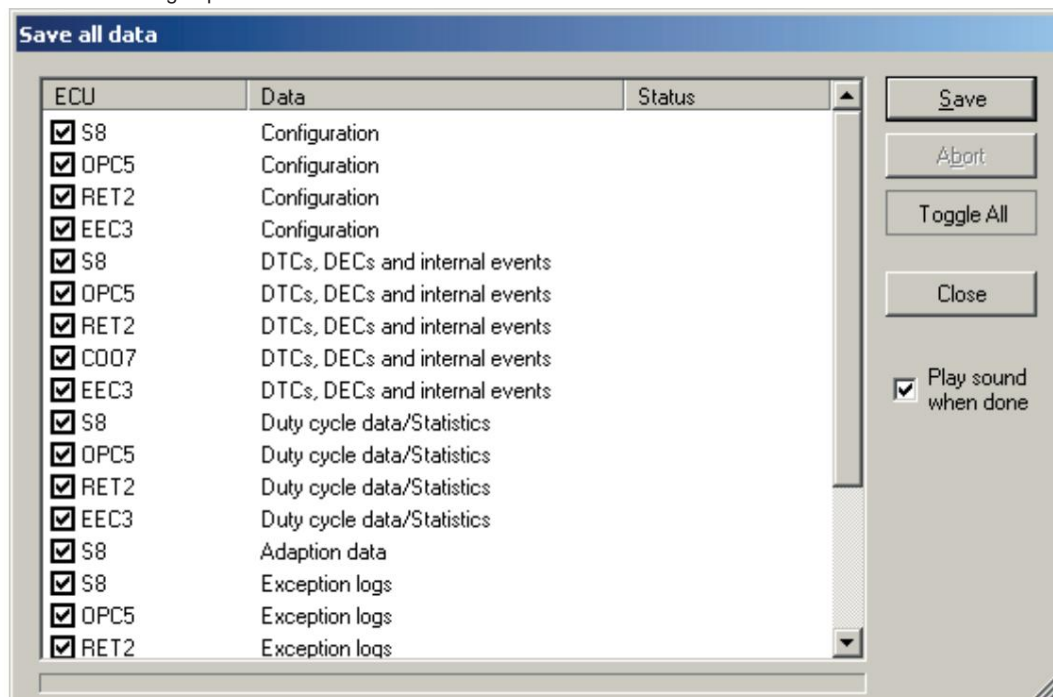 Save all data
ECU Data Status
S8 Configuration
OPC5 Configuration
RET2 Configuration
EEC3 Configuration
S8 DTCs, DECs and internal events
OPC5 DTCs, DECs and internal events
RET2 DTCs, DECs and internal events
COO7 DTCs, DECs and internal events
EEC3 DTCs, DECs and internal events
S8 Duty cycle data/Statistics
OPC5 Duty cycle data/Statistics
RET2 Duty cycle data/Statistics
EEC3 Duty cycle data/Statistics
S8 Adaption data
S8 Exception logs
OPC5 Exception logs
RET2 Exception logs
Save
Abort
Toggle All
Close
Play sound
when done